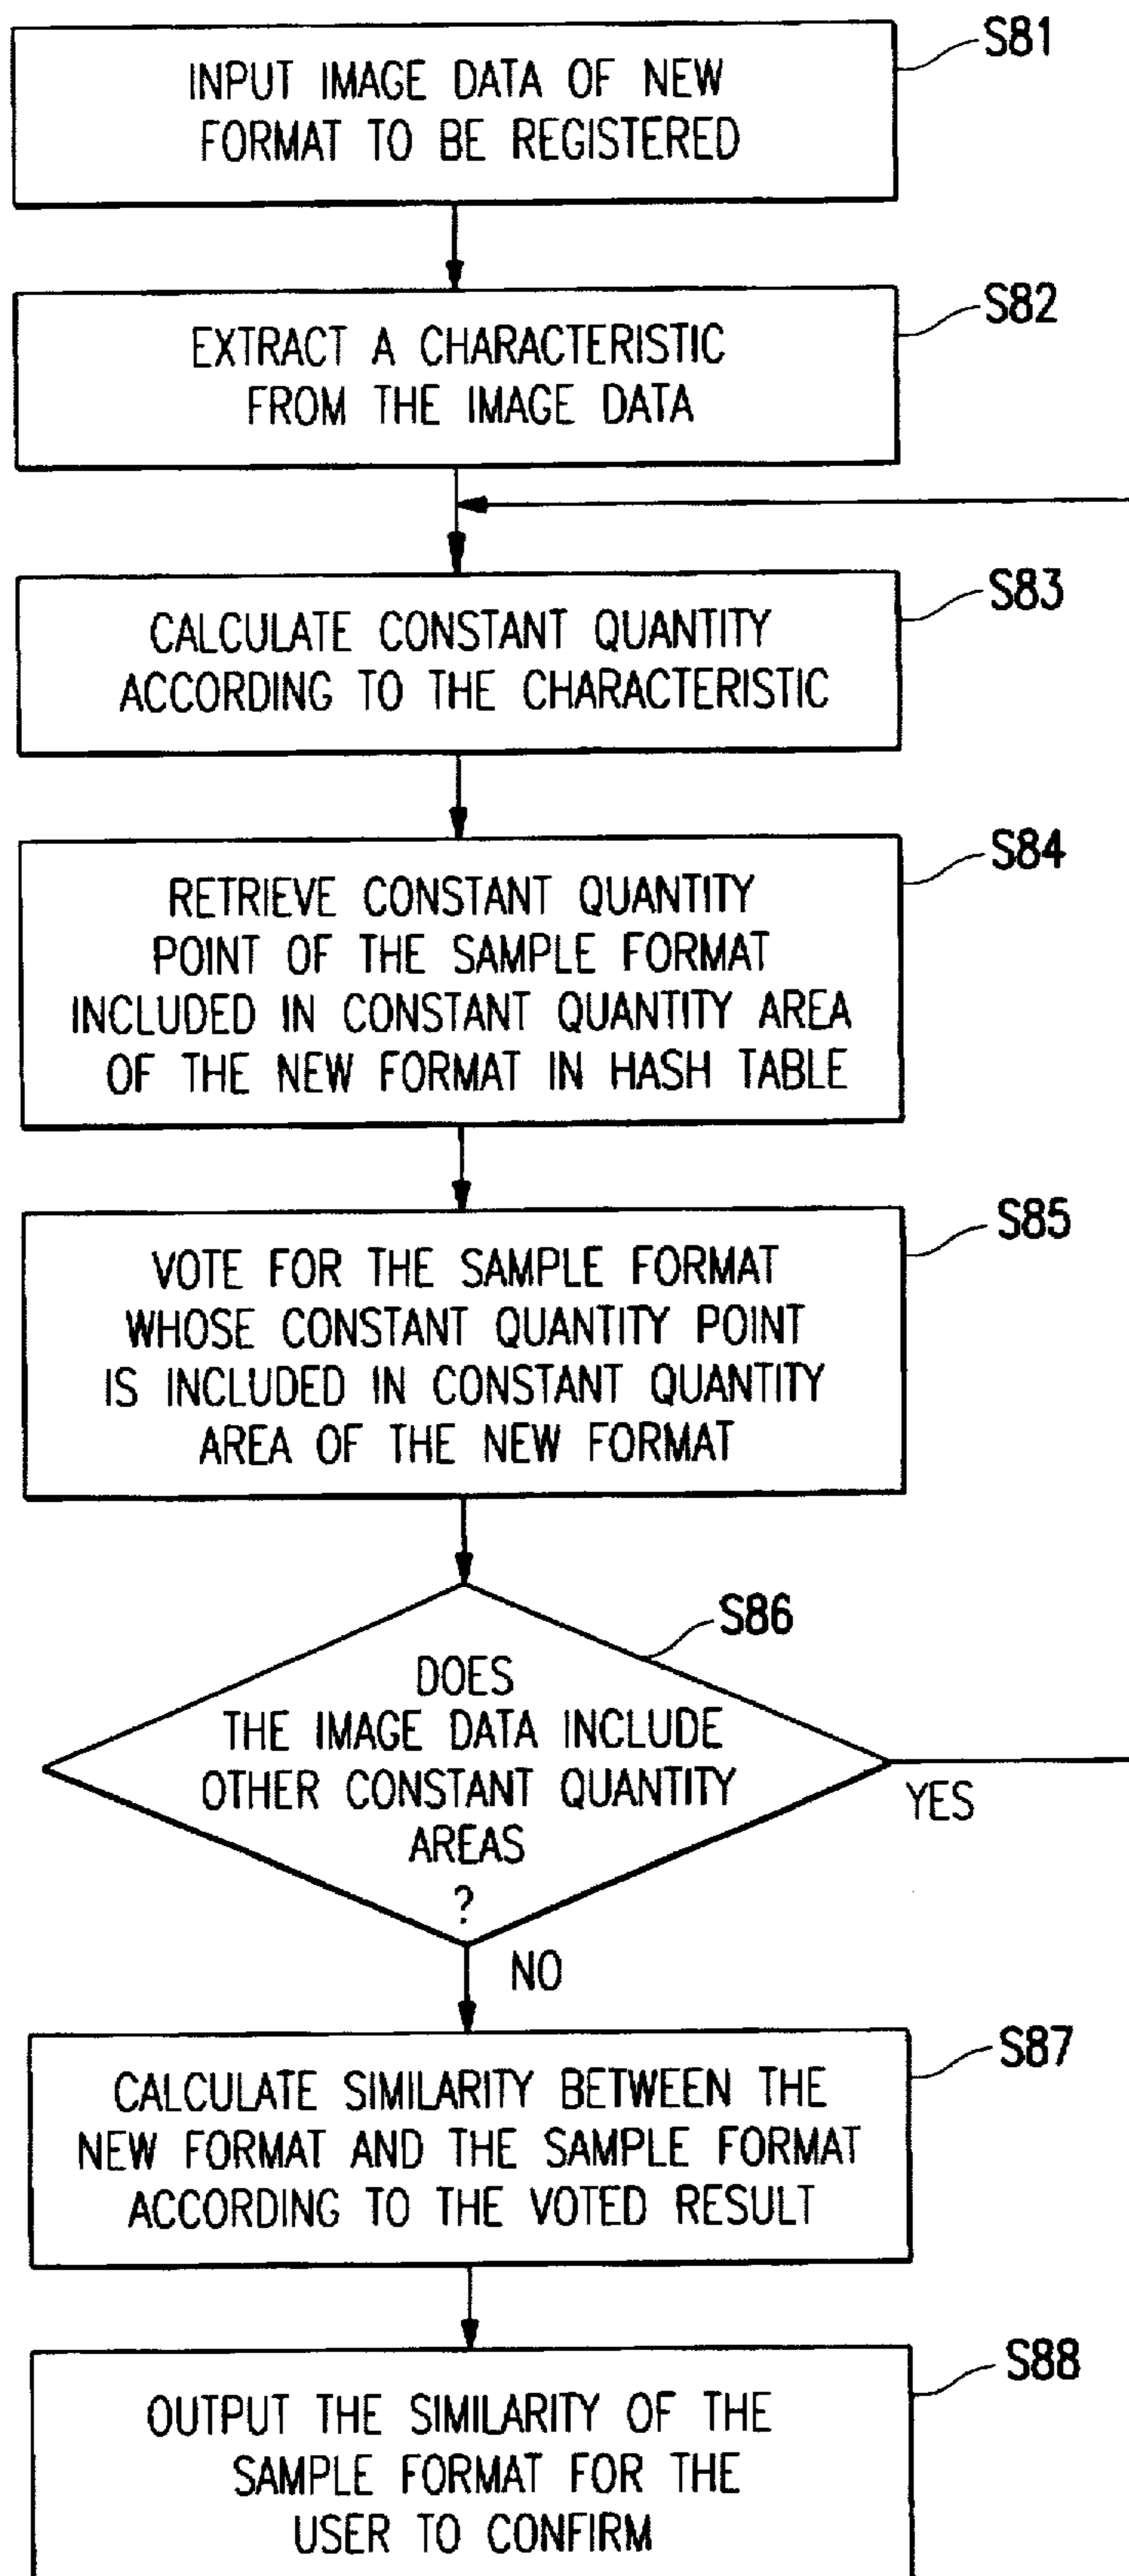 S81
INPUT IMAGE DATA OF NEW
FORMAT TO BE REGISTERED
S82
EXTRACT A CHARACTERISTIC
FROM THE IMAGE DATA
S83
CALCULATE CONSTANT QUANTITY
ACCORDING TO THE CHARACTERISTIC
S84
RETRIEVE CONSTANT QUANTITY
POINT OF THE SAMPLE FORMAT
INCLUDED IN CONSTANT QUANTITY AREA
OF THE NEW FORMAT IN HASH TABLE
S85
VOTE FOR THE SAMPLE FORMAT
WHOSE CONSTANT QUANTITY POINT
IS INCLUDED IN CONSTANT QUANTITY
AREA OF THE NEW FORMAT
S86
DOES
THE IMAGE DATA INCLUDE
OTHER CONSTANT QUANTITY
AREAS
?
YES
NO
S87
CALCULATE SIMILARITY BETWEEN THE
NEW FORMAT AND THE SAMPLE FORMAT
ACCORDING TO THE VOTED RESULT
S88
OUTPUT THE SIMILARITY OF THE
SAMPLE FORMAT FOR THE
USER TO CONFIRM